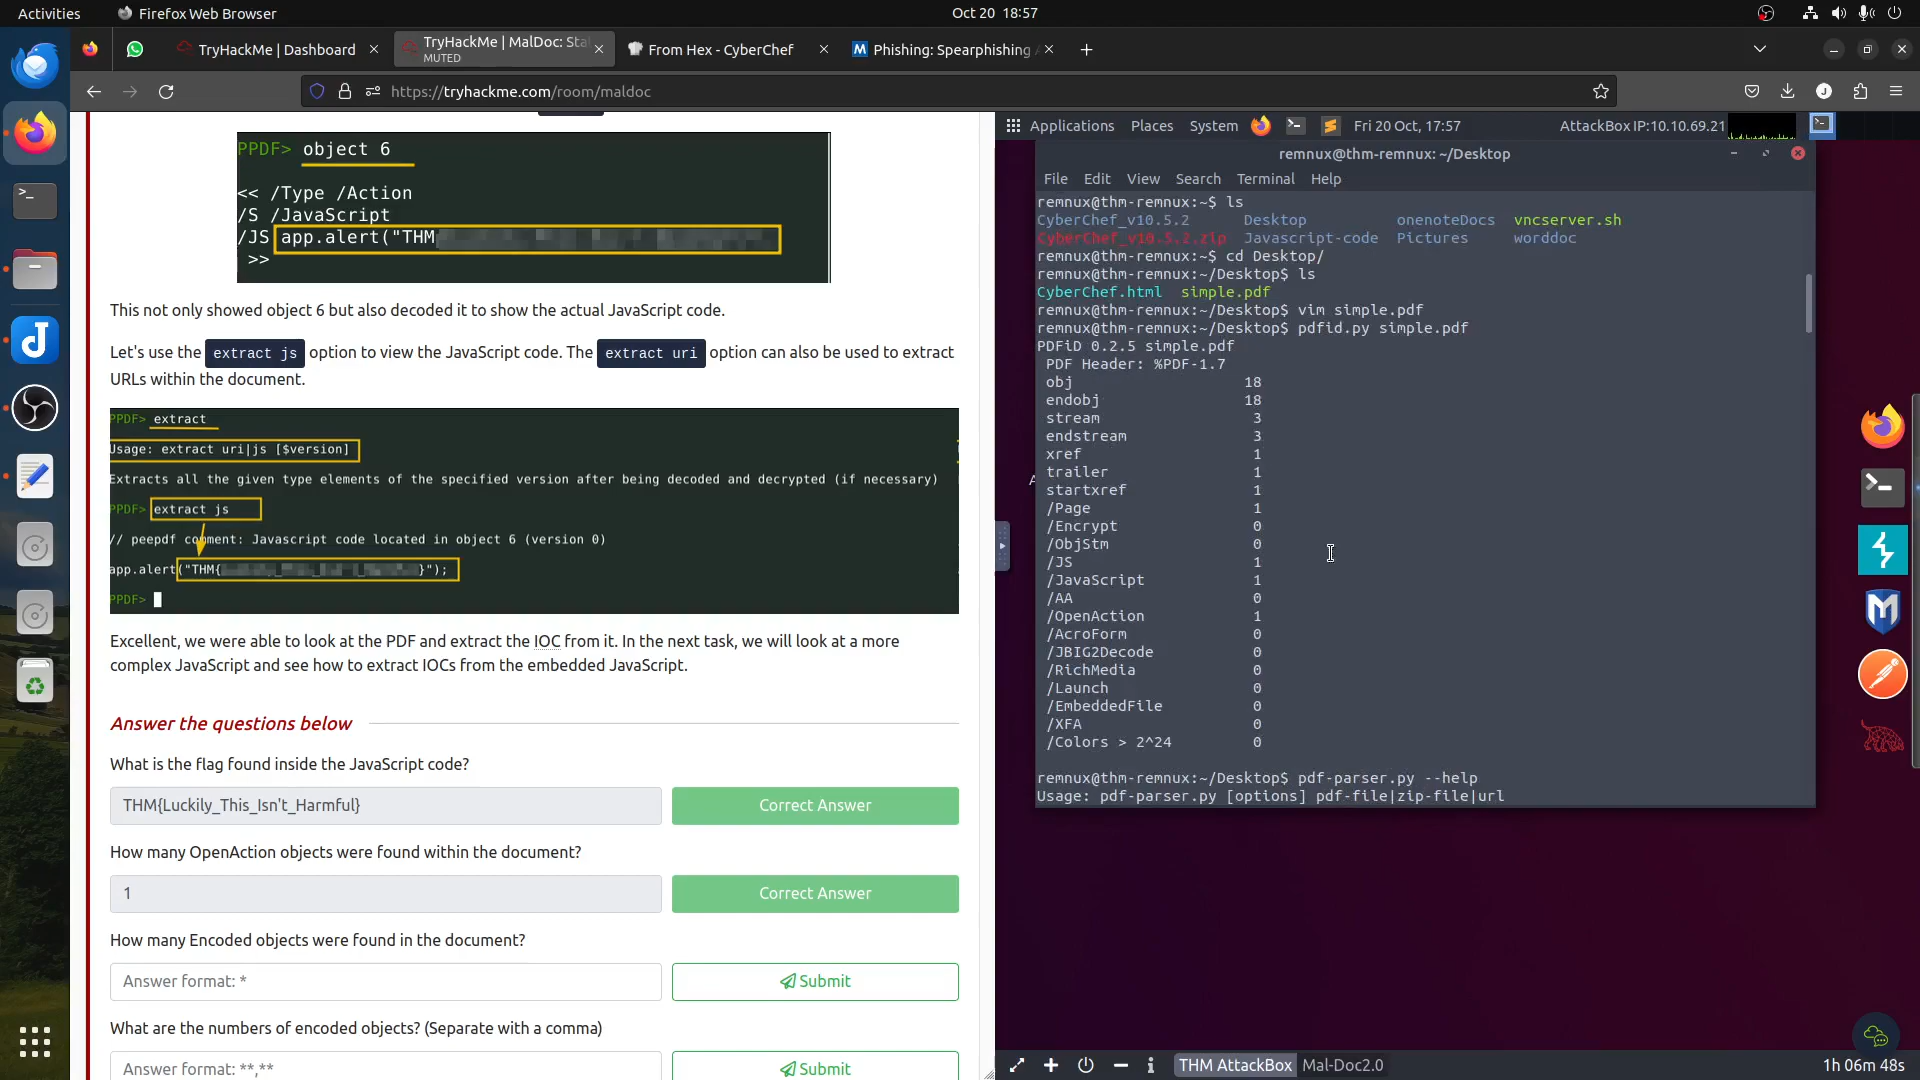 Activities
Firefox Web Browser
Oct 20 18:57
TryHackMe | Dashboard
TryHackMe | MalDoc: Sta
MUTED
From Hex - CyberChef
Phishing: Spearphishing
https://tryhackme.com/room/maldoc
PPDF> object 6
<< /Type /Action
/S /JavaScript
/JS app.alert("THM
>>
This not only showed object 6 but also decoded it to show the actual JavaScript code.
Let's use the extract js option to view the JavaScript code. The extract uri option can also be used to extract
URLs within the document.
PPDF> extract
Usage: extract uri|js [$version]
Extracts all the given type elements of the specified version after being decoded and decrypted (if necessary)
PPDF> extract js
// peepdf comment: Javascript code located in object 6 (version 0)
app.alert("THM{ }");
PPDF>
Excellent, we were able to look at the PDF and extract the IOC from it. In the next task, we will look at a more
complex JavaScript and see how to extract IOCs from the embedded JavaScript.
Answer the questions below
What is the flag found inside the JavaScript code?
THM{Luckily_This_Isn't_Harmful}
Correct Answer
How many OpenAction objects were found within the document?
1
Correct Answer
How many Encoded objects were found in the document?
Answer format: *
Submit
What are the numbers of encoded objects? (Separate with a comma)
Answer format: **,**
Submit
Applications Places System
Fri 20 Oct, 17:57
AttackBox IP:10.10.69.21
remnux@thm-remnux: ~/Desktop
File Edit View Search Terminal Help
remnux@thm-remnux:~$ ls
CyberChef_v10.5.2 Desktop onenoteDocs vncserver.sh
CyberChef_v10.5.2.zip Javascript-code Pictures worddoc
remnux@thm-remnux:~$ cd Desktop/
remnux@thm-remnux:~/Desktop$ ls
CyberChef.html simple.pdf
remnux@thm-remnux:~/Desktop$ vim simple.pdf
remnux@thm-remnux:~/Desktop$ pdfid.py simple.pdf
PDFiD 0.2.5 simple.pdf
PDF Header: %PDF-1.7
obj 18
endobj 18
stream 3
endstream 3
xref 1
trailer 1
startxref 1
/Page 1
/Encrypt 0
/ObjStm 0
/JS 1
/JavaScript 1
/AA 0
/OpenAction 1
/AcroForm 0
/JBIG2Decode 0
/RichMedia 0
/Launch 0
/EmbeddedFile 0
/XFA 0
/Colors > 2^24 0
remnux@thm-remnux:~/Desktop$ pdf-parser.py --help
Usage: pdf-parser.py [options] pdf-file|zip-file|url
THM AttackBox
Mal-Doc2.0
1h 06m 48s